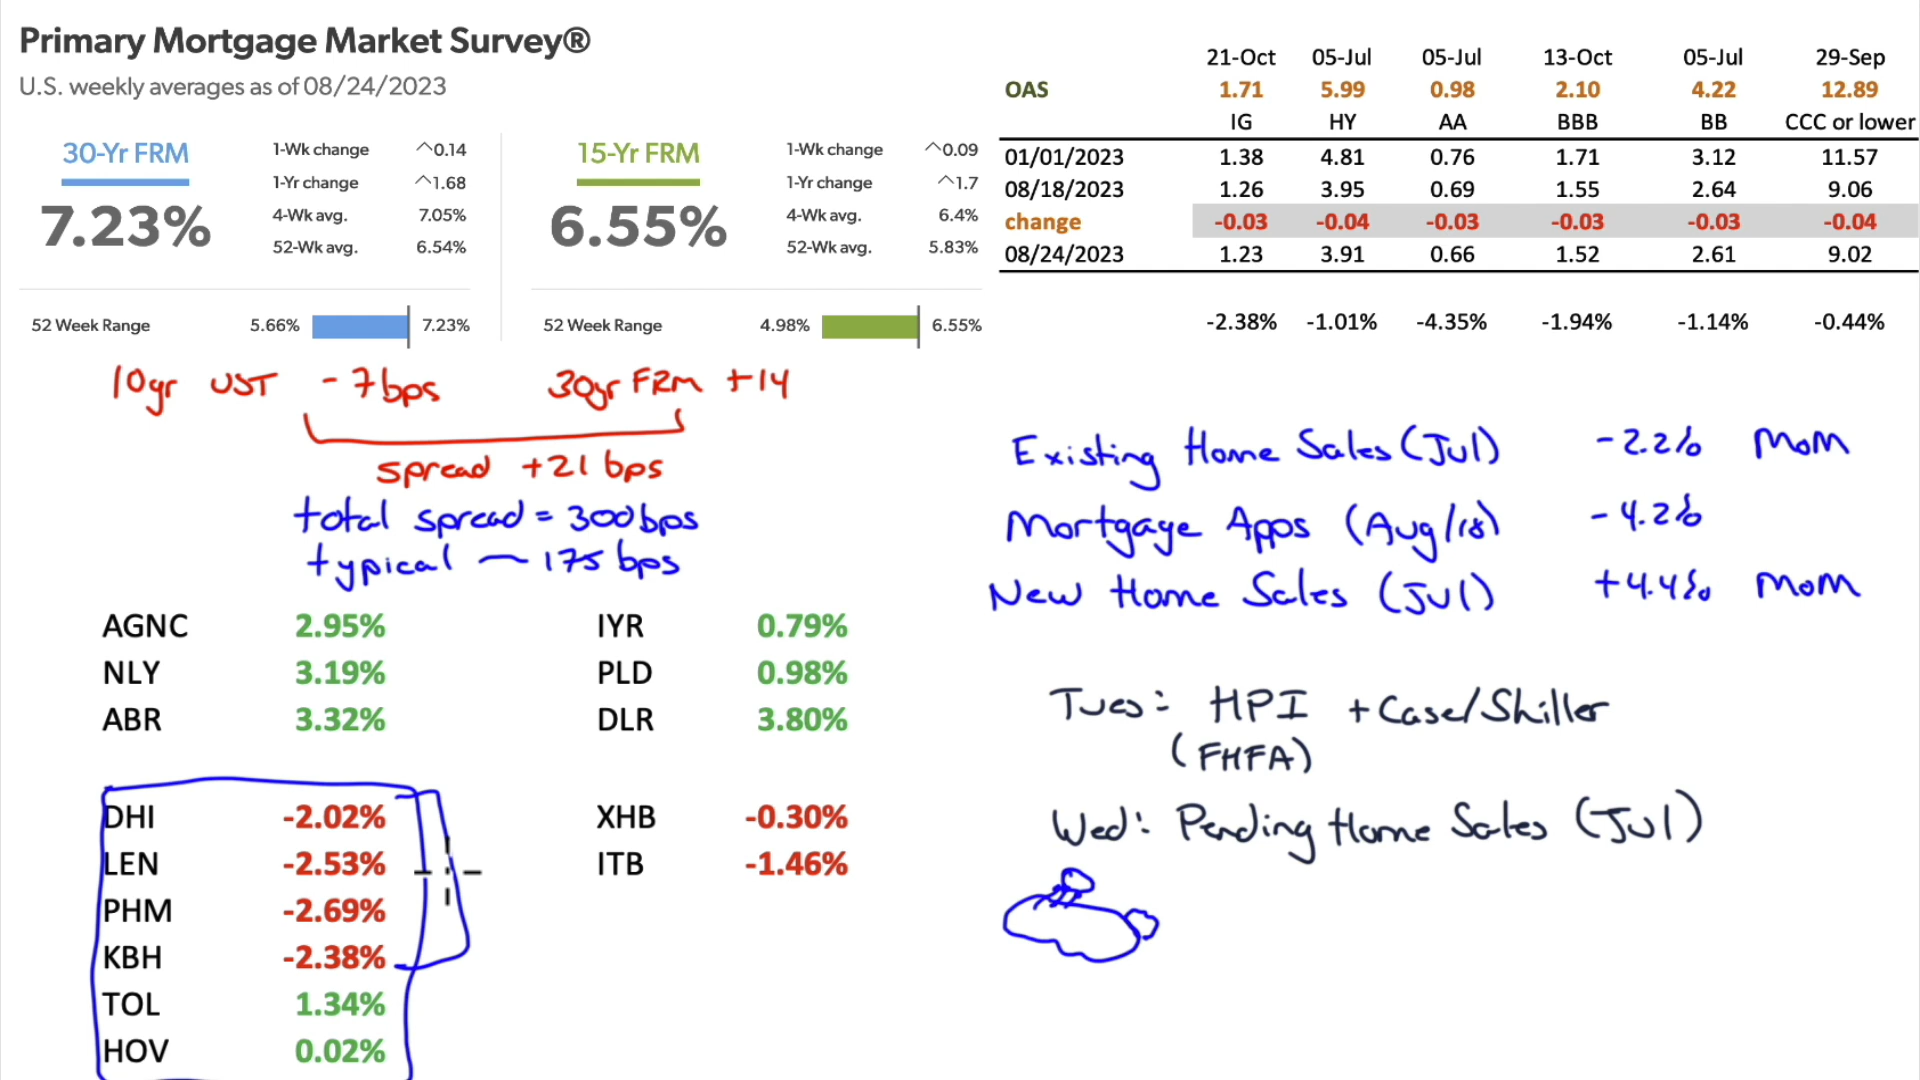 Primary Mortgage Market Survey®
U.S. weekly averages as of 08/24/2023
30-Yr FRM
7.23%
1-Wk change ^0.14
1-Yr change ^1.68
4-Wk avg. 7.05%
52-Wk avg. 6.54%
52 Week Range 5.66% 7.23%
15-Yr FRM
6.55%
1-Wk change ^0.09
1-Yr change ^1.7
4-Wk avg. 6.4%
52-Wk avg. 5.83%
52 Week Range 4.98% 6.55%
21-Oct 05-Jul 05-Jul 13-Oct 05-Jul 29-Sep
OAS 1.71 5.99 0.98 2.10 4.22 12.89
IG HY AA BBB BB CCC or lower
01/01/2023 1.38 4.81 0.76 1.71 3.12 11.57
08/18/2023 1.26 3.95 0.69 1.55 2.64 9.06
change -0.03 -0.04 -0.03 -0.03 -0.03 -0.04
08/24/2023 1.23 3.91 0.66 1.52 2.61 9.02
-2.38% -1.01% -4.35% -1.94% -1.14% -0.44%
10yr UST -7bps 30yr FRM +14
spread +21 bps
total spread = 300bps
typical ~ 175 bps
AGNC 2.95% IYR 0.79%
NLY 3.19% PLD 0.98%
ABR 3.32% DLR 3.80%
DHI -2.02% XHB -0.30%
LEN -2.53% ITB -1.46%
PHM -2.69%
KBH -2.38%
TOL 1.34%
HOV 0.02%
Existing Home Sales (Jul) -2.2% MoM
Mortgage Apps (Aug/18) -4.2%
New Home Sales (Jul) +4.4% MoM
Tues: HPI + Case/Shiller
(FHFA)
Wed: Pending Home Sales (Jul)